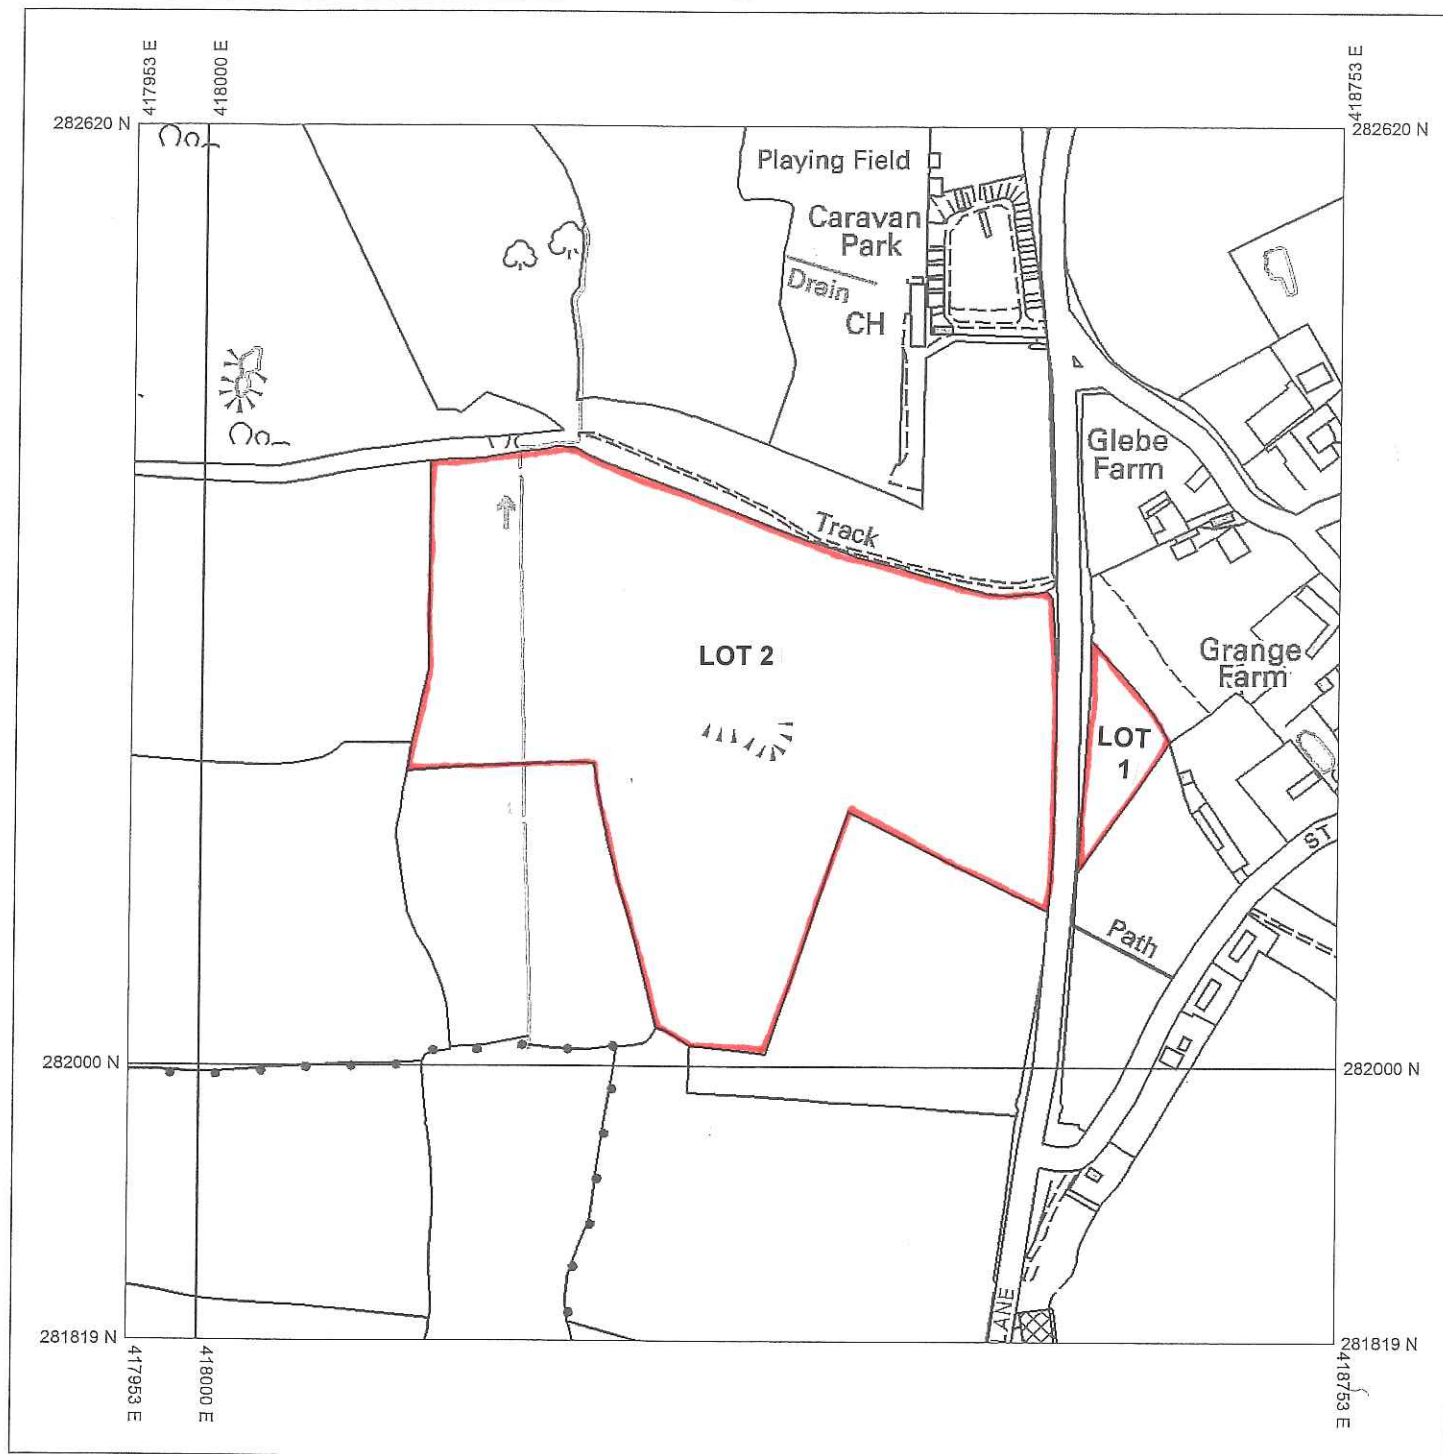 417953 E
418000 E
418753 E
282620 N
282620 N
Playing Field
Caravan
Park
Drain
CH
Glebe
Farm
Track
LOT 2
Grange
Farm
LOT
1
ST
Path
282000 N
282000 N
LANE
281819 N
281819 N
417953 E
418000 E
418753 E